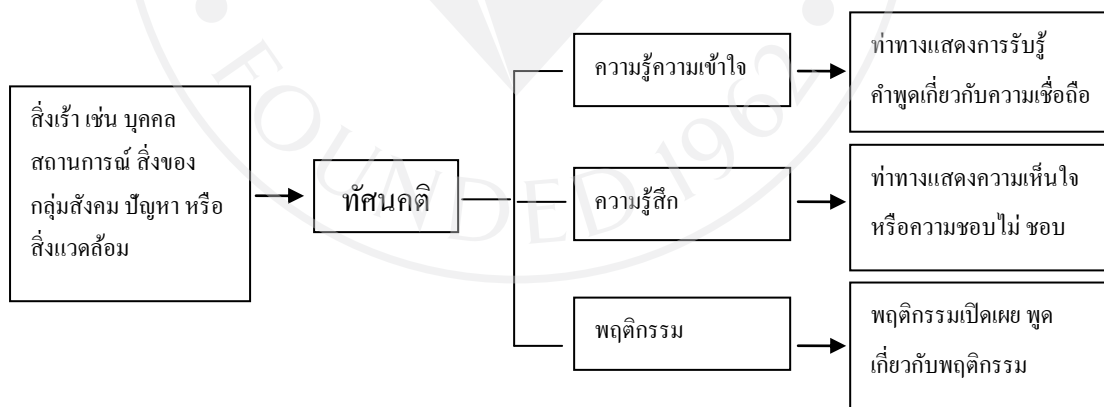 สิ่งเร้า เช่น บุคคล
สถานการณ์ สิ่งของ
กลุ่มสังคม ปัญหา หรือ
สิ่งแวดล้อม
ทัศนคติ
ความรู้ความเข้าใจ
ท่าทางแสดงการรับรู้
คำพูดเกี่ยวกับความเชื่อถือ
ความรู้สึก
ท่าทางแสดงความเห็นใจ
หรือความชอบไม่ ชอบ
พฤติกรรม
พฤติกรรมเปิดเผย พูด
เกี่ยวกับพฤติกรรม
FOUNDED 1962